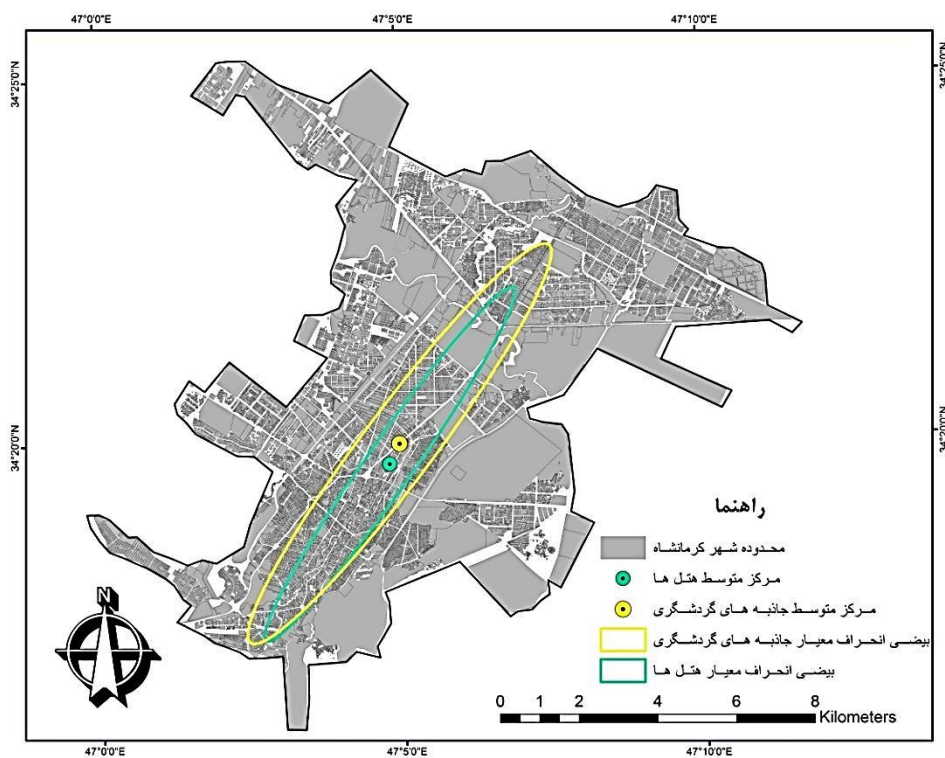 47°0'0"E 47°5'0"E 47°10'0"E
34°25'0"N 34°25'0"N
34°20'0"N 34°20'0"N
راهنما
محدوده شهر کرمانشاه
مرکز متوسط هتل ها
مرکز متوسط جاذبه های گردشگری
بیضی انحراف معیار جاذبه های گردشگری
بیضی انحراف معیار هتل ها
N
0 1 2 4 6 8
Kilometers
47°0'0"E 47°5'0"E 47°10'0"E